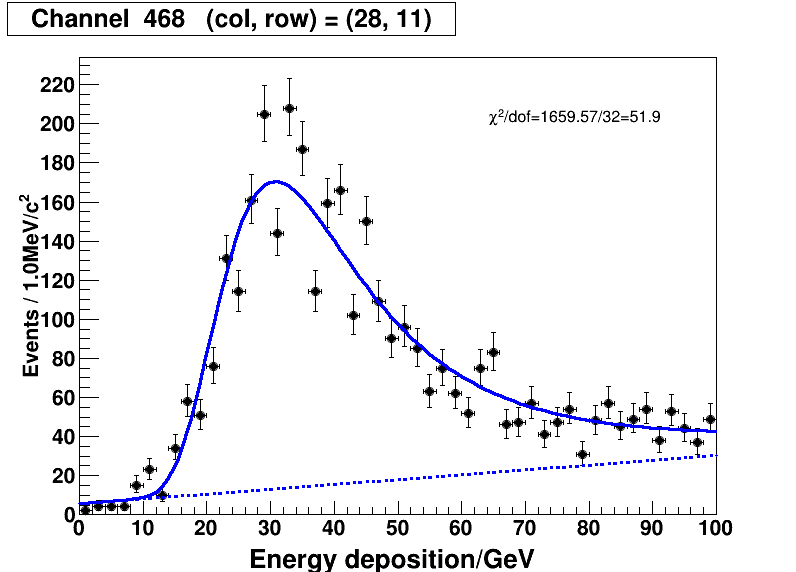 Channel 468 (col, row) = (28, 11)
χ²/dof=1659.57/32=51.9
Events / 1.0MeV/c²
220
200
180
160
140
120
100
80
60
40
20
0
0 10 20 30 40 50 60 70 80 90 100
Energy deposition/GeV